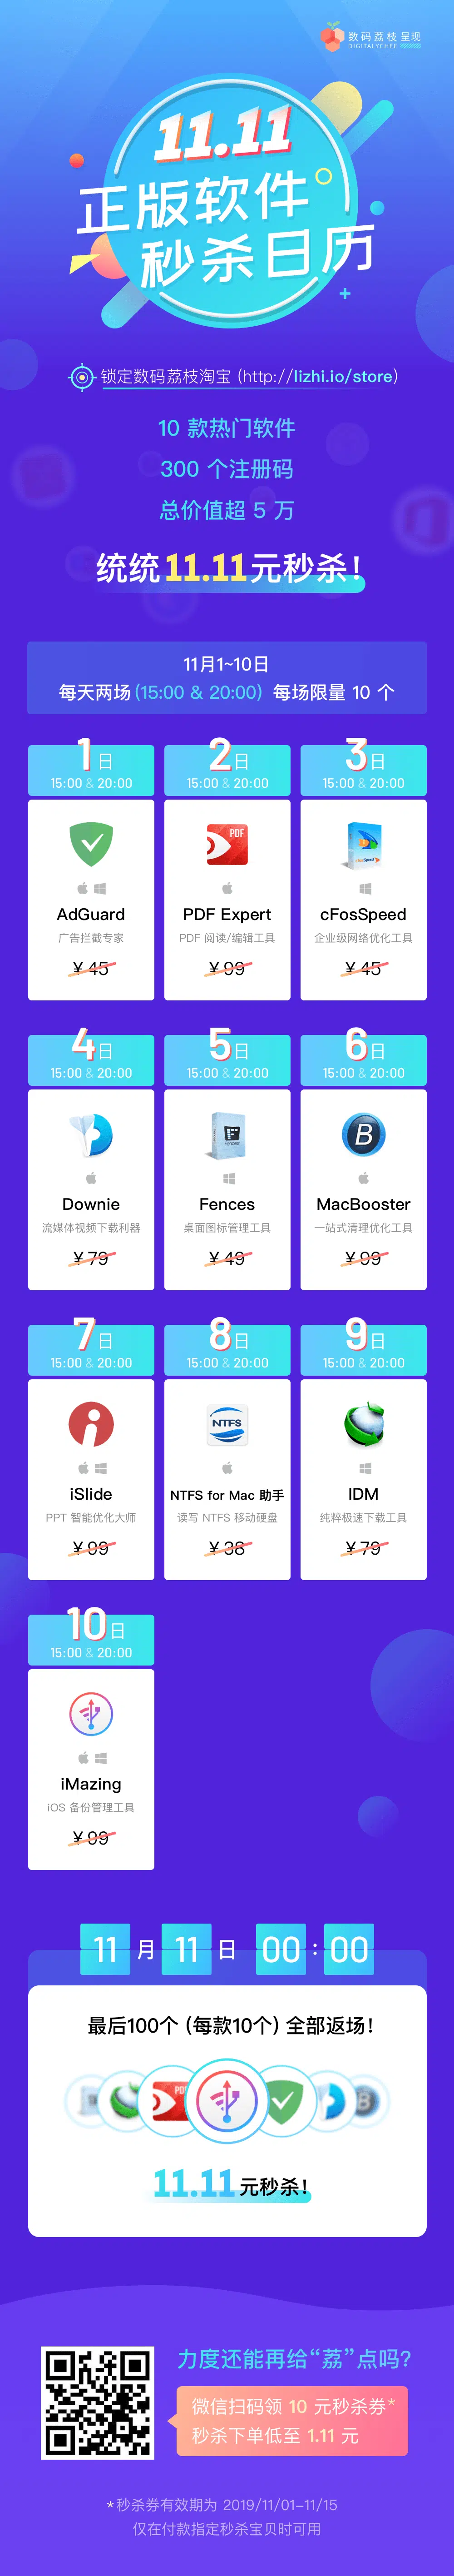 数码荔枝 呈现
DIGITALYCHEE
11.11
正版软件
秒杀日历
锁定数码荔枝淘宝（http://lizhi.io/store）
10 款热门软件
300 个注册码
总价值超 5 万
统统11.11元秒杀！
11月1~10日
每天两场(15:00 & 20:00) 每场限量 10 个
1日
15:00 & 20:00
AdGuard
广告拦截专家
￥45
2日
15:00 & 20:00
PDF
PDF Expert
PDF 阅读/编辑工具
￥99
3日
15:00 & 20:00
cFosSpeed
cFosSpeed
企业级网络优化工具
￥45
4日
15:00 & 20:00
Downie
流媒体视频下载利器
￥79
5日
15:00 & 20:00
Fences
Fences
桌面图标管理工具
￥49
6日
15:00 & 20:00
B
MacBooster
一站式清理优化工具
￥99
7日
15:00 & 20:00
iSlide
PPT 智能优化大师
￥99
8日
15:00 & 20:00
NTFS
NTFS for Mac 助手
读写 NTFS 移动硬盘
￥38
9日
15:00 & 20:00
IDM
纯粹极速下载工具
￥79
10日
15:00 & 20:00
iMazing
iOS 备份管理工具
￥99
11 月 11 日 00 : 00
最后100个（每款10个）全部返场！
11.11元秒杀！
力度还能再给“荔”点吗?
微信扫码领 10 元秒杀券*
秒杀下单低至 1.11 元
*秒杀券有效期为 2019/11/01-11/15
仅在付款指定秒杀宝贝时可用